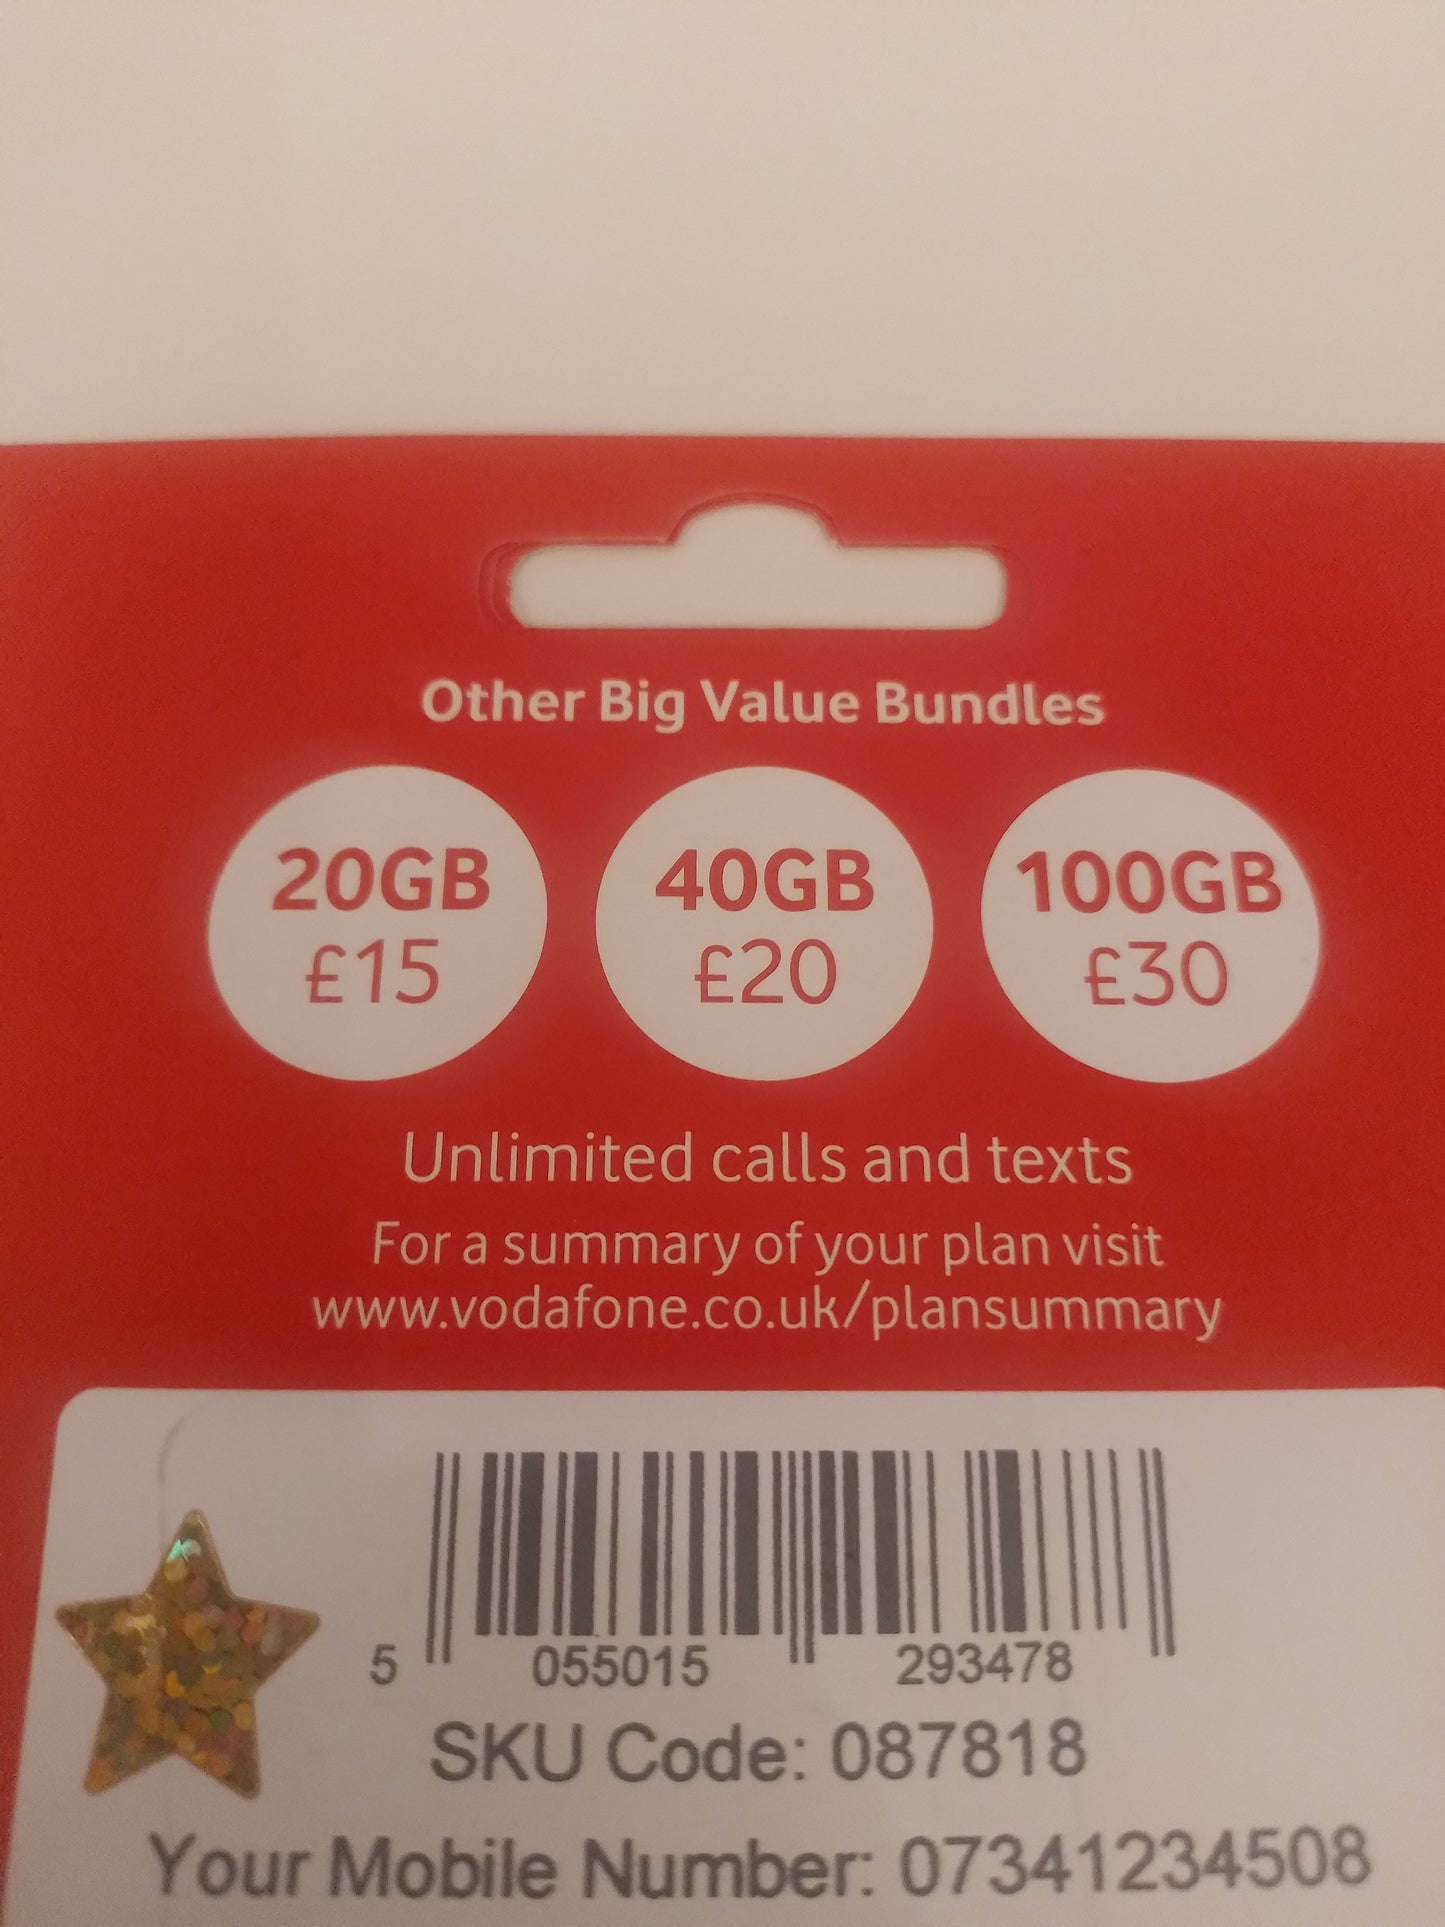 Other Big Value Bundles
20GB 40GB 100GB
£15 £20 £30
Unlimited calls and texts
For a summary of your plan visit
www.vodafone.co.uk/plansummary
5 055015 293478
SKU Code: 087818
Your Mobile Number: 07341234508